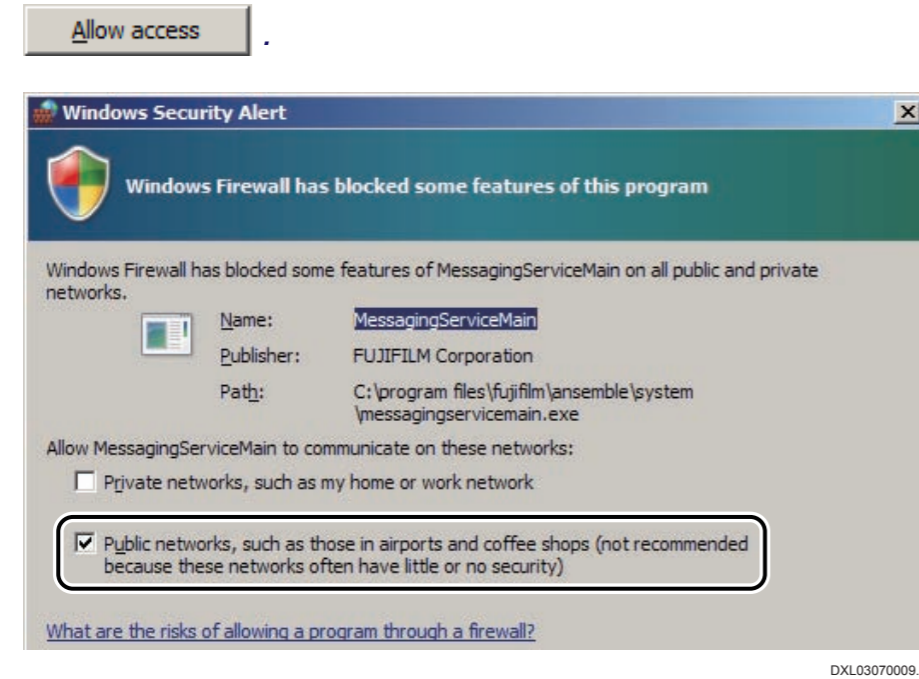 Allow access .
Windows Security Alert
Windows Firewall has blocked some features of this program
Windows Firewall has blocked some features of MessagingServiceMain on all public and private
networks.
Name: MessagingServiceMain
Publisher: FUJIFILM Corporation
Path: C:\program files\fujifilm\ansemble\system
\messagingservicemain.exe
Allow MessagingServiceMain to communicate on these networks:
Private networks, such as my home or work network
Public networks, such as those in airports and coffee shops (not recommended
because these networks often have little or no security)
What are the risks of allowing a program through a firewall?
DXL03070009.